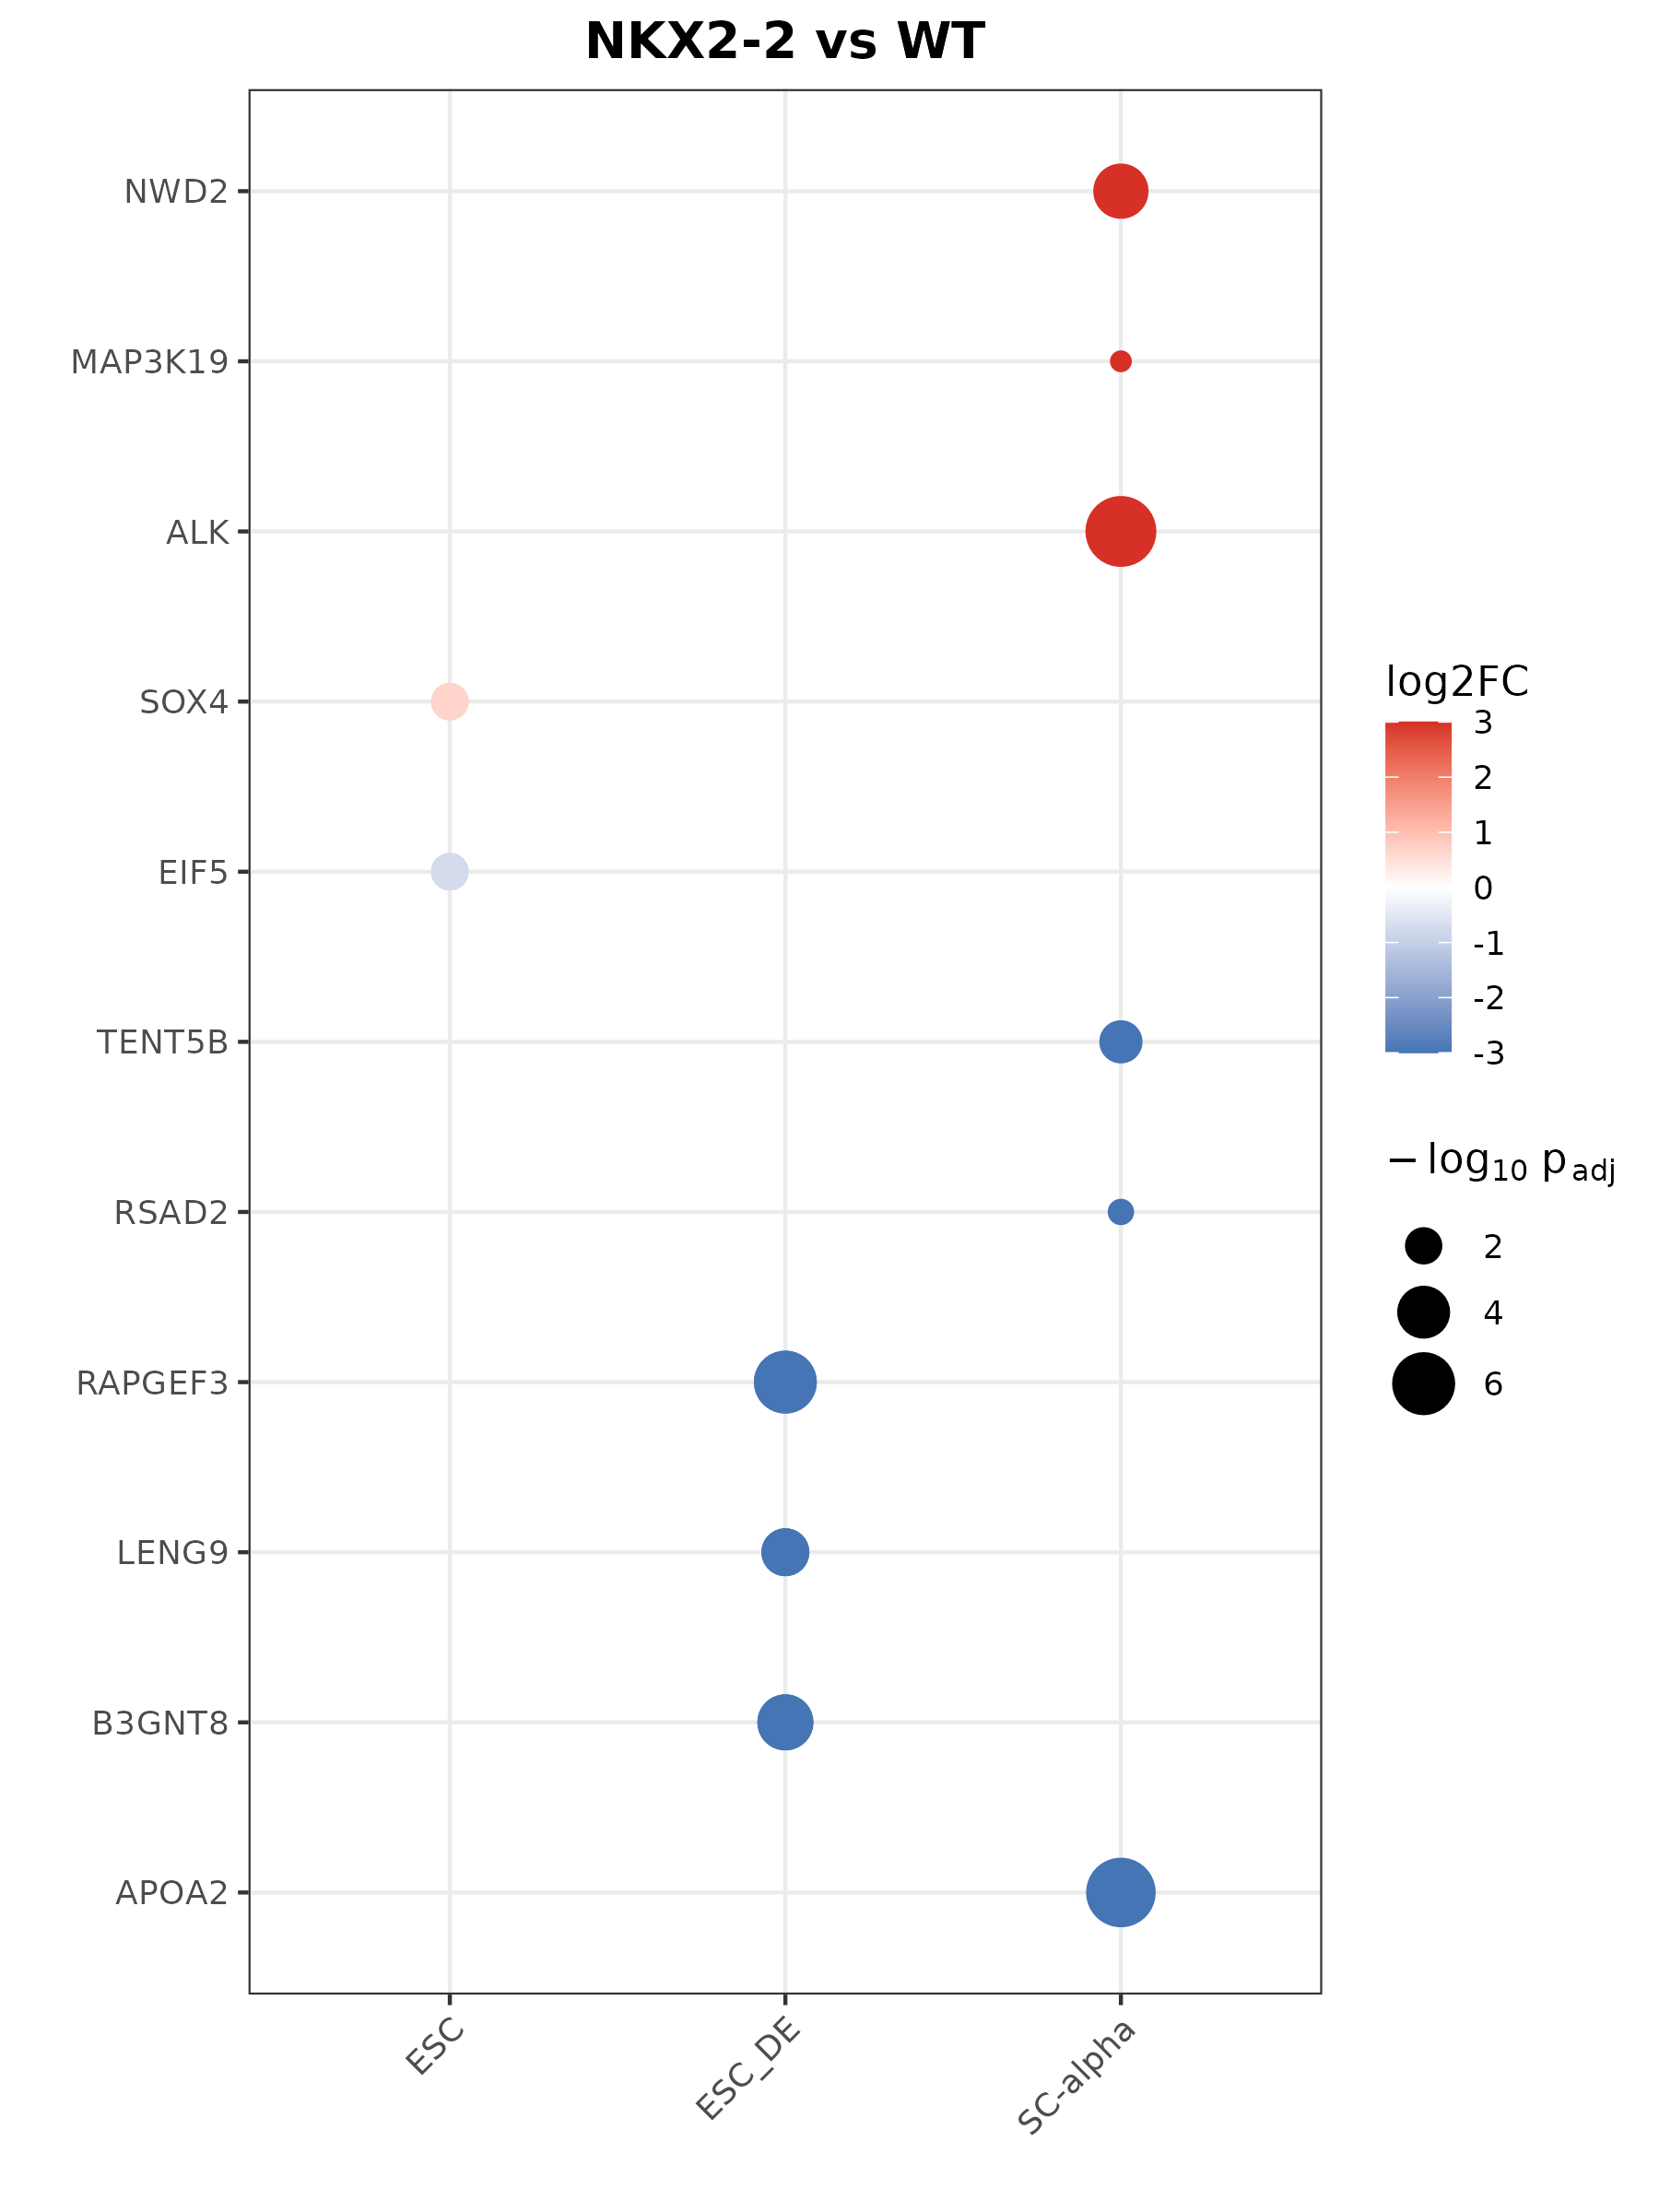 NKX2-2 vs WT
NWD2
MAP3K19
ALK
SOX4
EIF5
TENT5B
RSAD2
RAPGEF3
LENG9
B3GNT8
APOA2
ESC
ESC_DE
SC-alpha
log2FC
3
2
1
0
-1
-2
-3
− log₁₀ p adj
2
4
6